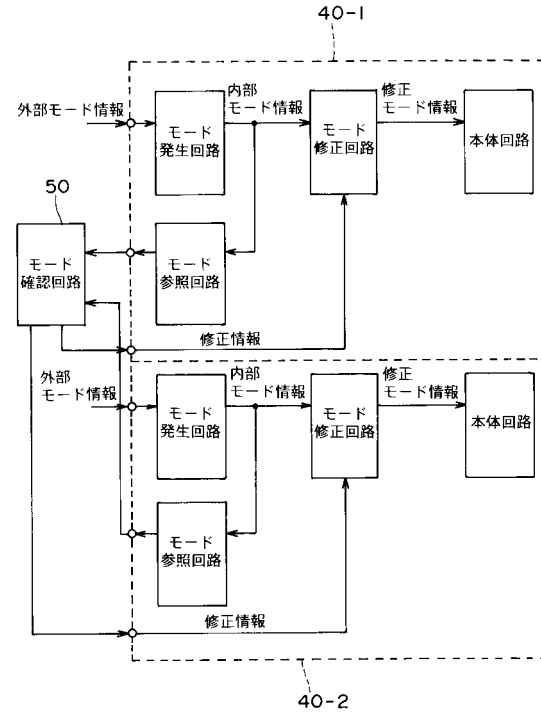 40-1
外部モード情報
モード
発生回路
内部
モード情報
モード
修正回路
修正
モード情報
本体回路
50
モード
確認回路
モード
参照回路
修正情報
外部
モード情報
モード
発生回路
内部
モード情報
モード
修正回路
修正
モード情報
本体回路
モード
参照回路
修正情報
40-2